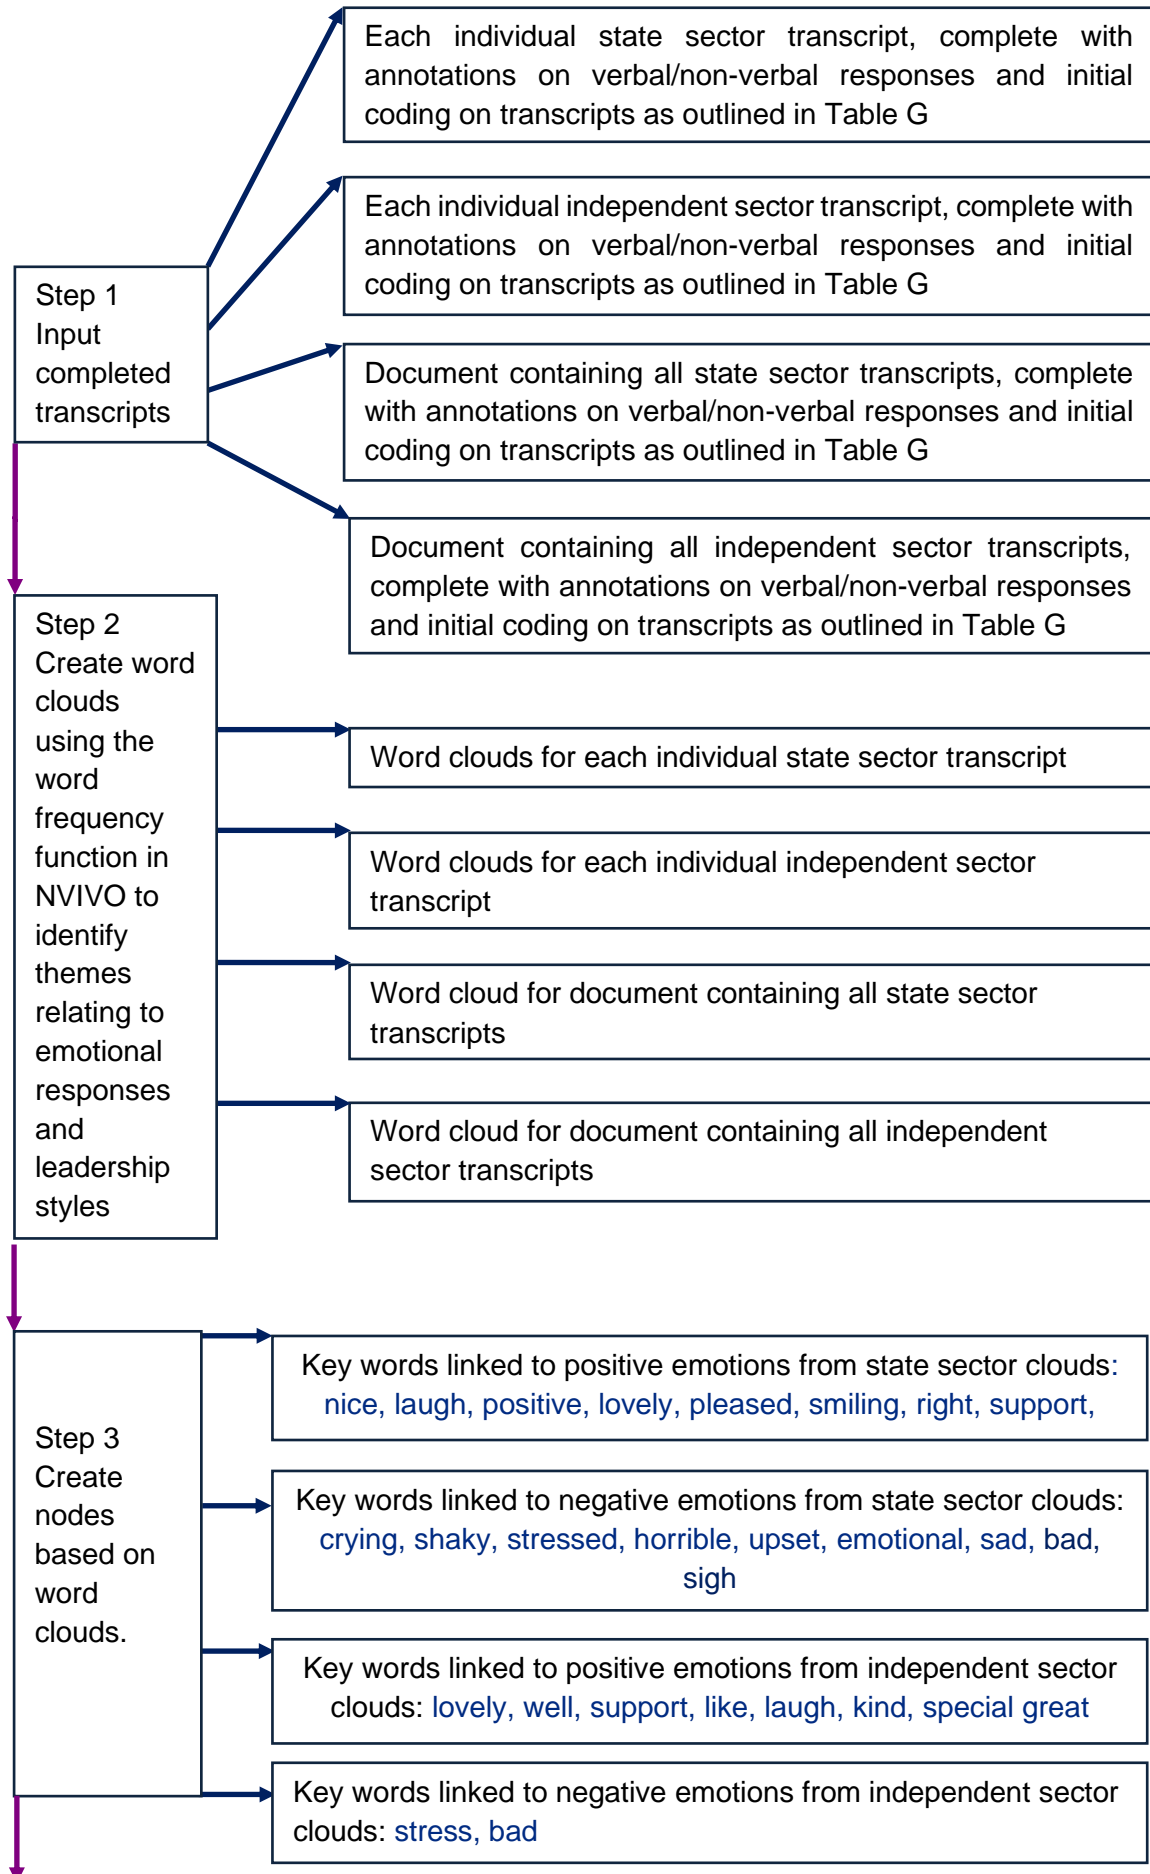 Each individual state sector transcript, complete with
annotations on verbal/non-verbal responses and initial
coding on transcripts as outlined in Table G
Each individual independent sector transcript, complete with
annotations on verbal/non-verbal responses and initial
coding on transcripts as outlined in Table G
Step 1
Input
completed
transcripts
Document containing all state sector transcripts, complete
with annotations on verbal/non-verbal responses and initial
coding on transcripts as outlined in Table G
Document containing all independent sector transcripts,
complete with annotations on verbal/non-verbal responses
and initial coding on transcripts as outlined in Table G
Step 2
Create word
clouds
using the
word
frequency
function in
NVIVO to
identify
themes
relating to
emotional
responses
and
leadership
styles
Word clouds for each individual state sector transcript
Word clouds for each individual independent sector
transcript
Word cloud for document containing all state sector
transcripts
Word cloud for document containing all independent
sector transcripts
Step 3
Create
nodes
based on
word
clouds.
Key words linked to positive emotions from state sector clouds:
nice, laugh, positive, lovely, pleased, smiling, right, support,
Key words linked to negative emotions from state sector clouds:
crying, shaky, stressed, horrible, upset, emotional, sad, bad,
sigh
Key words linked to positive emotions from independent sector
clouds: lovely, well, support, like, laugh, kind, special great
Key words linked to negative emotions from independent sector
clouds: stress, bad